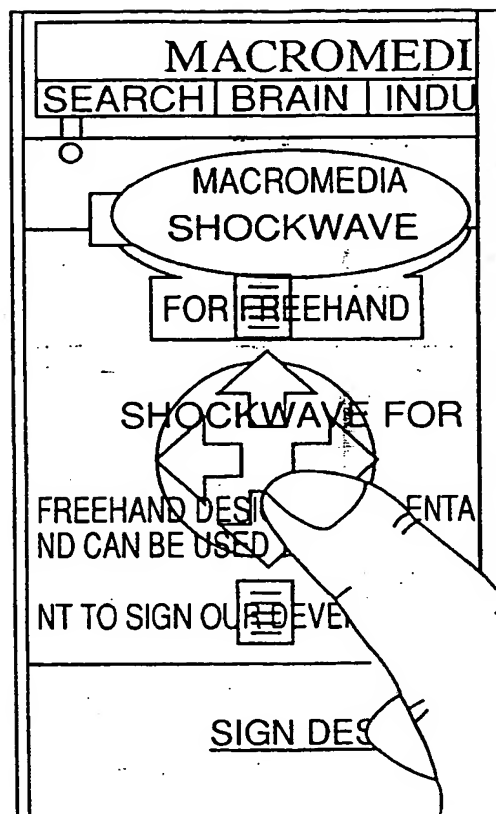 MACROMEDI
SEARCH BRAIN INDU
MACROMEDIA
SHOCKWAVE
FOR FREEHAND
SHOCKWAVE FOR
FREEHAND DESI ENTA
ND CAN BE USED
NT TO SIGN OUR DEVE
SIGN DES